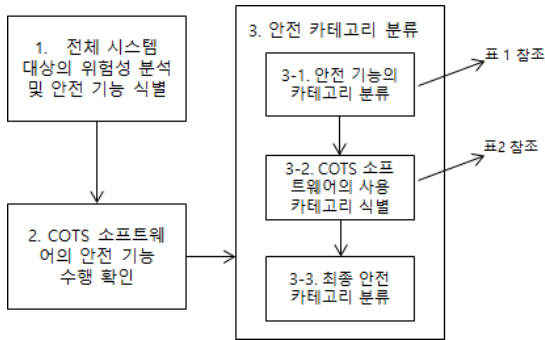 1. 전체 시스템
대상의 위험성 분석
및 안전 기능 식별
2. COTS 소프트웨
어의 안전 기능
수행 확인
3. 안전 카테고리 분류
3-1. 안전 기능의
카테고리 분류
표 1 참조
3-2. COTS 소프
트웨어의 사용
카테고리 식별
표2 참조
3-3. 최종 안전
카테고리 분류